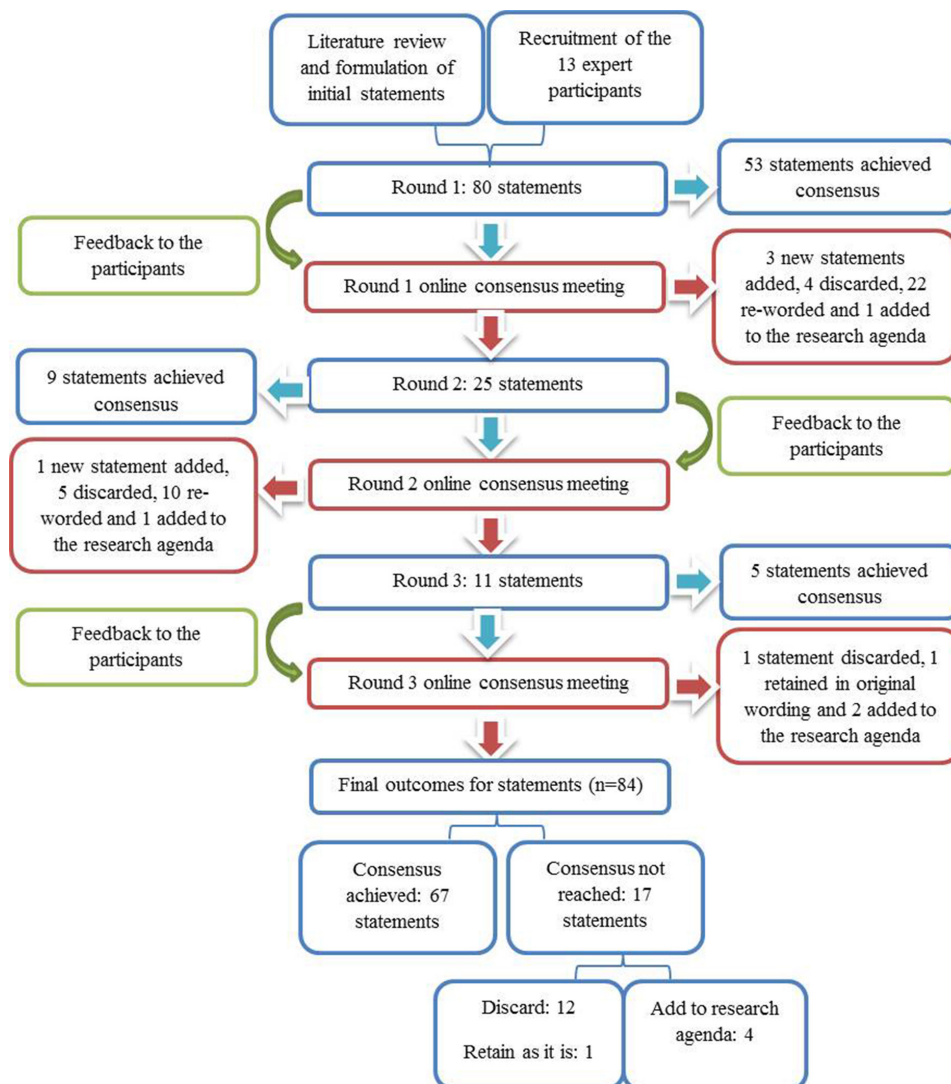 Literature review
and formulation of
initial statements
Recruitment of the
13 expert
participants
Round 1: 80 statements
53 statements achieved
consensus
Feedback to the
participants
Round 1 online consensus meeting
3 new statements
added, 4 discarded, 22
re-worded and 1 added
to the research agenda
9 statements achieved
consensus
Round 2: 25 statements
Feedback to the
participants
1 new statement added,
5 discarded, 10 re-
worded and 1 added to
the research agenda
Round 2 online consensus meeting
Round 3: 11 statements
5 statements achieved
consensus
Feedback to the
participants
Round 3 online consensus meeting
1 statement discarded, 1
retained in original
wording and 2 added to
the research agenda
Final outcomes for statements (n=84)
Consensus
achieved: 67
statements
Consensus not
reached: 17
statements
Discard: 12
Retain as it is: 1
Add to research
agenda: 4